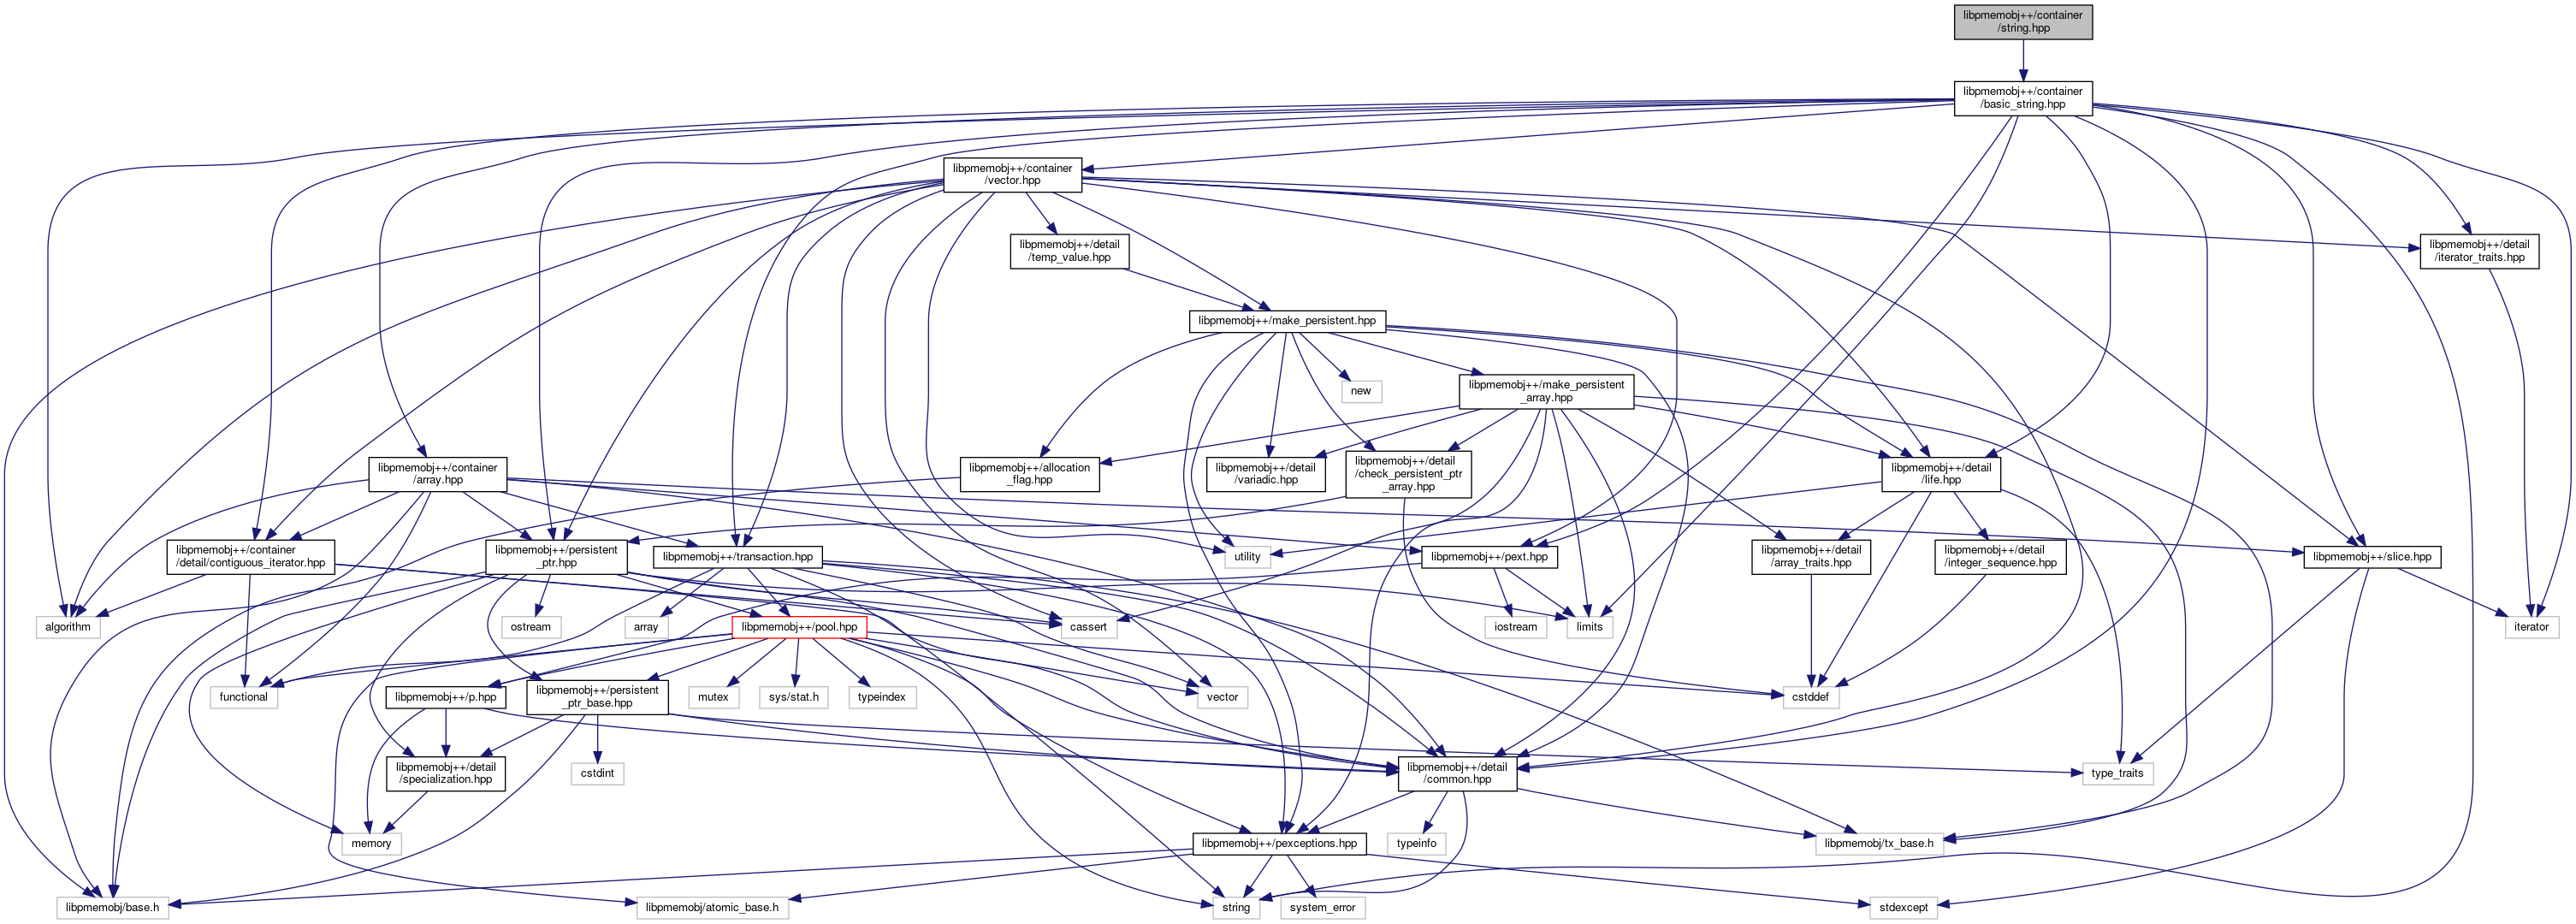 libpmemobj++/container
/string.hpp
libpmemobj++/container
/basic_string.hpp
libpmemobj++/container
/vector.hpp
libpmemobj++/detail
/temp_value.hpp
libpmemobj++/detail
/iterator_traits.hpp
libpmemobj++/make_persistent.hpp
new
libpmemobj++/make_persistent
_array.hpp
libpmemobj++/container
/array.hpp
libpmemobj++/allocation
_flag.hpp
libpmemobj++/detail
/variadic.hpp
libpmemobj++/detail
/check_persistent_ptr
_array.hpp
libpmemobj++/detail
/life.hpp
libpmemobj++/container
/detail/contiguous_iterator.hpp
libpmemobj++/persistent
_ptr.hpp
libpmemobj++/transaction.hpp
utility
libpmemobj++/pext.hpp
libpmemobj++/detail
/array_traits.hpp
libpmemobj++/detail
/integer_sequence.hpp
libpmemobj++/slice.hpp
algorithm
ostream
array
libpmemobj++/pool.hpp
cassert
iostream
limits
iterator
functional
libpmemobj++/p.hpp
libpmemobj++/persistent
_ptr_base.hpp
mutex
sys/stat.h
typeindex
vector
cstddef
libpmemobj++/detail
/specialization.hpp
cstdint
libpmemobj++/detail
/common.hpp
type_traits
memory
libpmemobj++/pexceptions.hpp
typeinfo
libpmemobj/tx_base.h
libpmemobj/base.h
libpmemobj/atomic_base.h
string
system_error
stdexcept